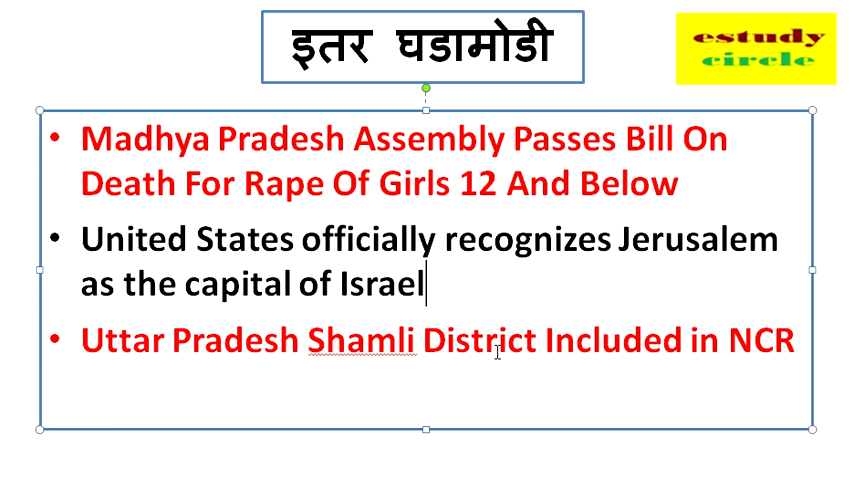 इतर घडामोडी
estudy
circle
• Madhya Pradesh Assembly Passes Bill On
Death For Rape Of Girls 12 And Below
• United States officially recognizes Jerusalem
as the capital of Israel
• Uttar Pradesh Shamli District Included in NCR